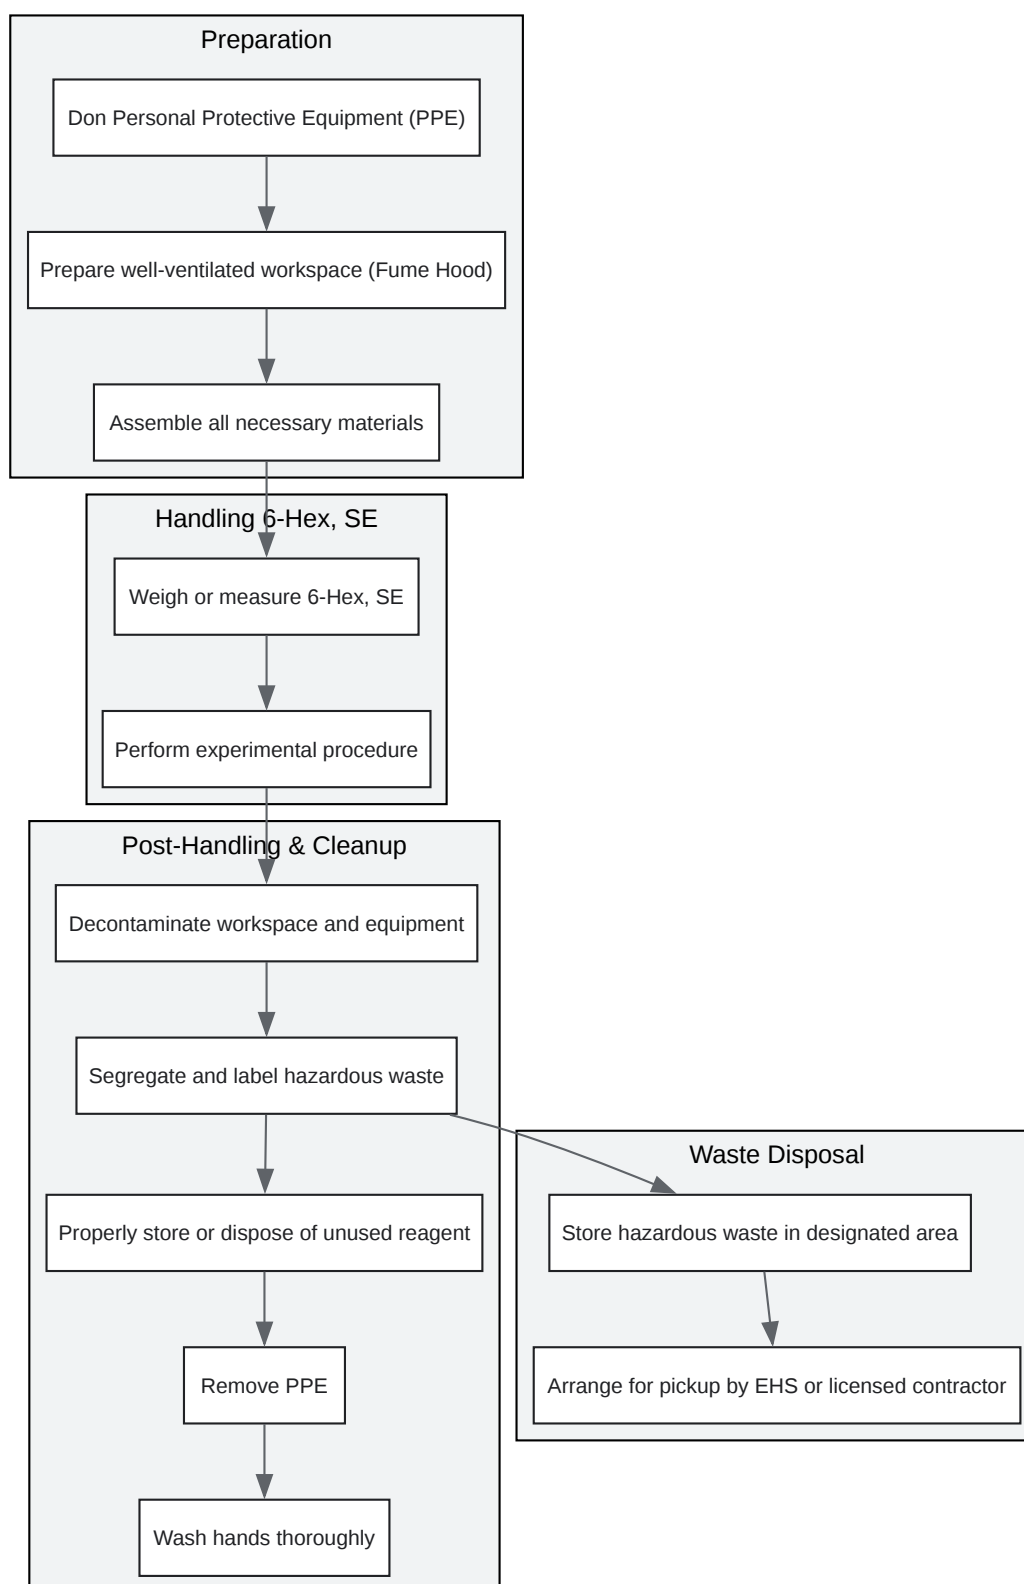 Preparation
Don Personal Protective Equipment (PPE)
Prepare well-ventilated workspace (Fume Hood)
Assemble all necessary materials
Handling 6-Hex, SE
Weigh or measure 6-Hex, SE
Perform experimental procedure
Post-Handling & Cleanup
Decontaminate workspace and equipment
Segregate and label hazardous waste
Properly store or dispose of unused reagent
Remove PPE
Wash hands thoroughly
Waste Disposal
Store hazardous waste in designated area
Arrange for pickup by EHS or licensed contractor